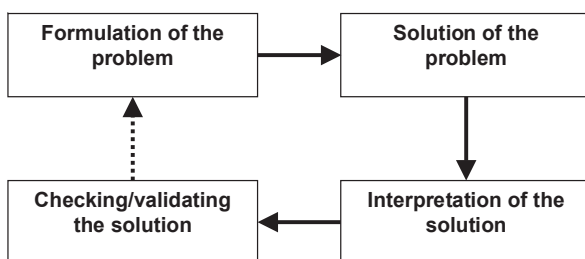 Formulation of the
problem
Solution of the
problem
Checking/validating
the solution
Interpretation of the
solution